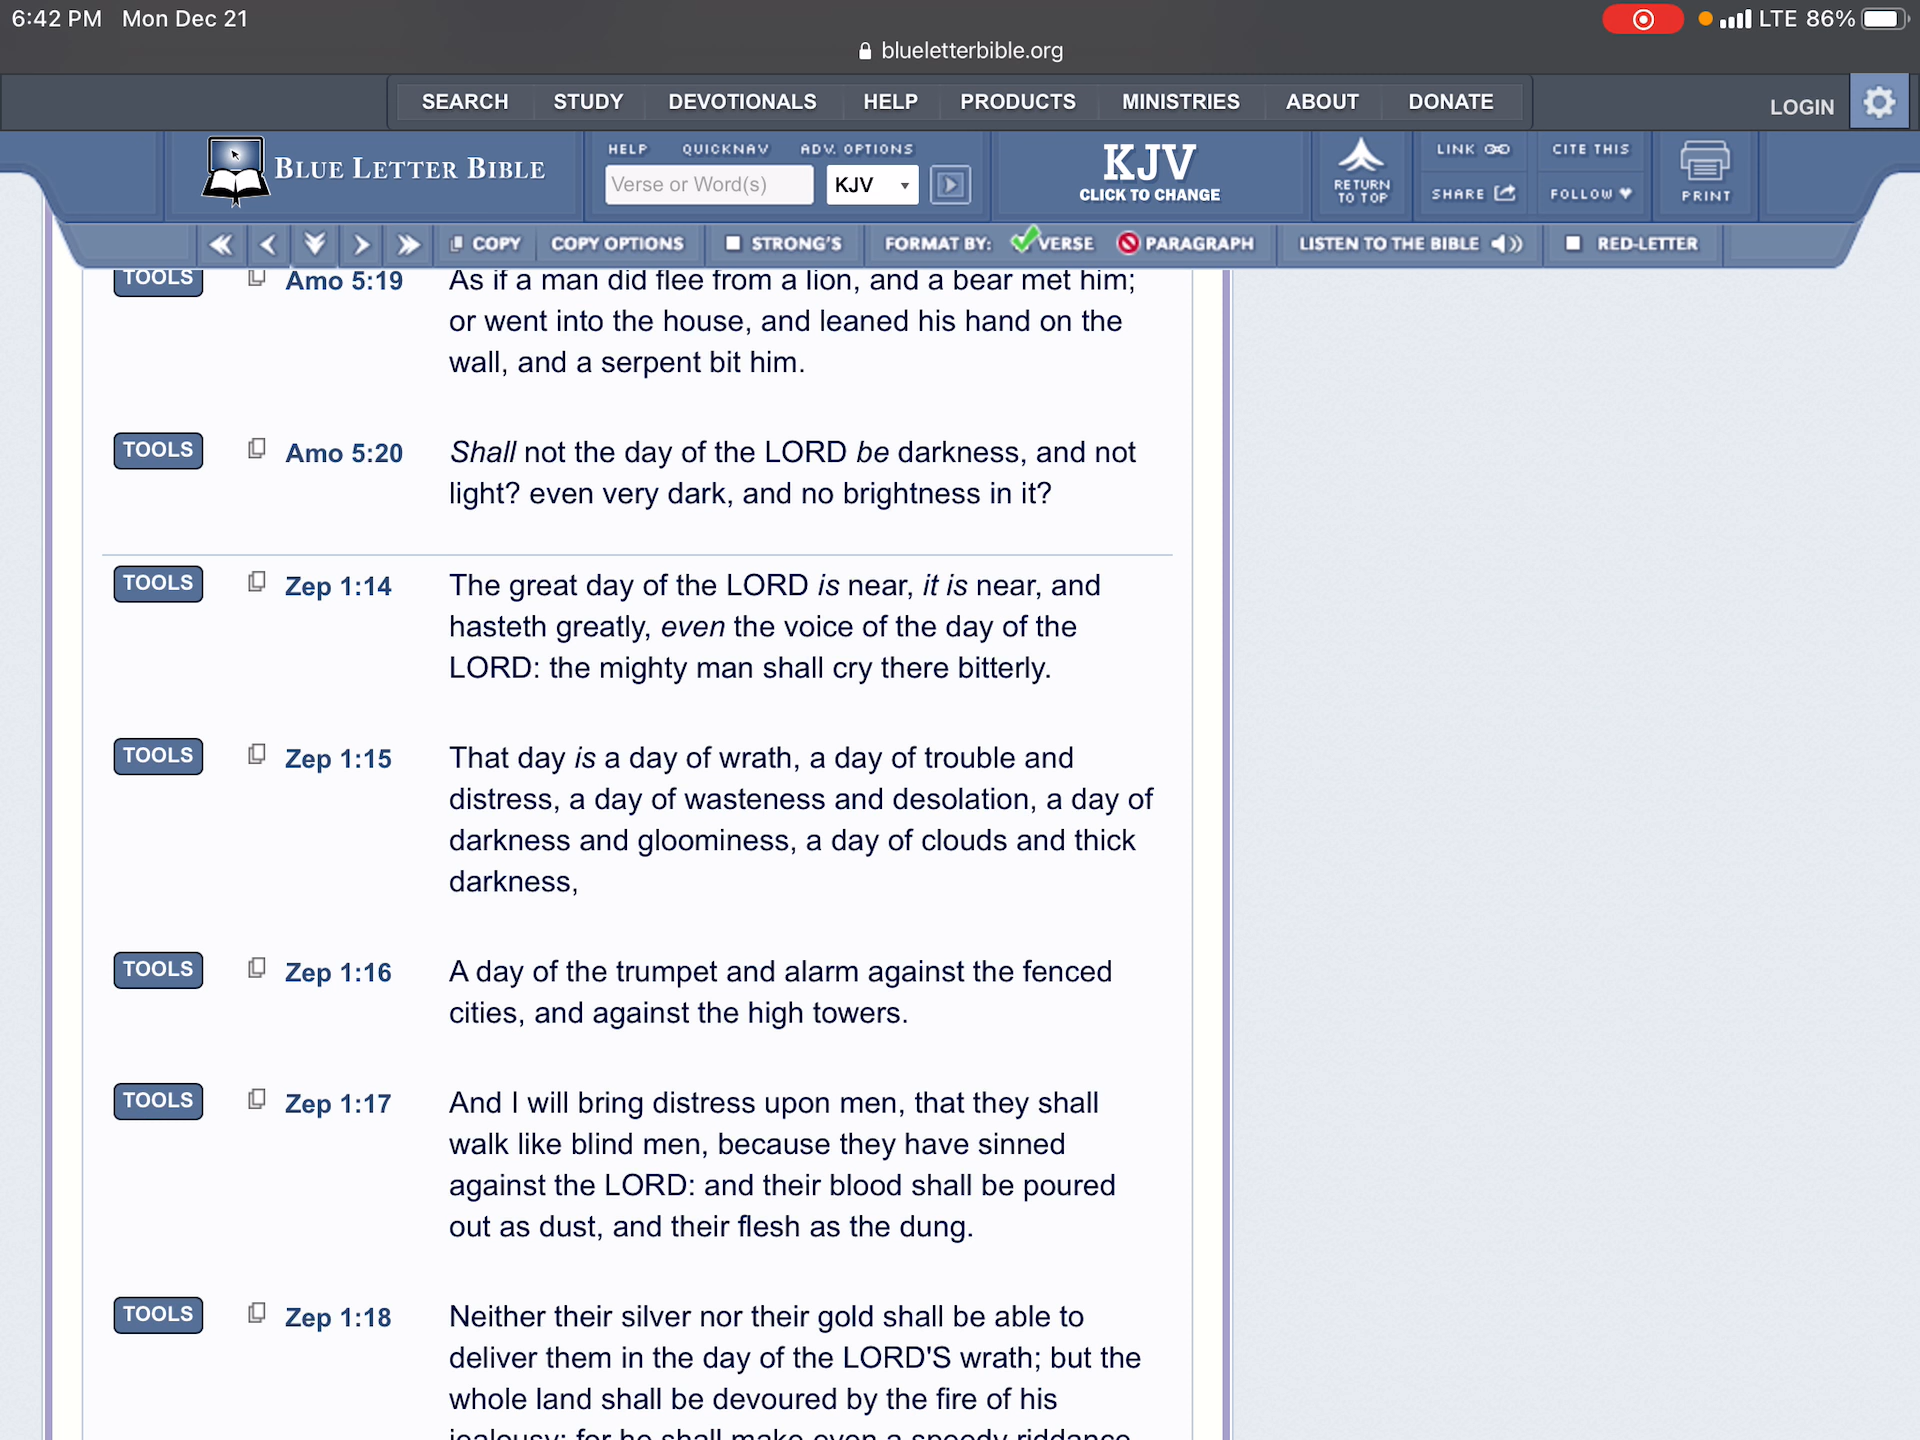 6:42 PM Mon Dec 21
LTE 86%
blueletterbible.org
SEARCH STUDY DEVOTIONALS HELP PRODUCTS MINISTRIES ABOUT DONATE
LOGIN
BLUE LETTER BIBLE
HELP QUICKNAV ADV. OPTIONS
Verse or Word(s) KJV
KJV
CLICK TO CHANGE
RETURN
TO TOP
LINK
SHARE
CITE THIS
FOLLOW
PRINT
COPY COPY OPTIONS STRONG'S FORMAT BY: VERSE PARAGRAPH LISTEN TO THE BIBLE RED-LETTER
TOOLS Amo 5:19 As if a man did flee from a lion, and a bear met him;
or went into the house, and leaned his hand on the
wall, and a serpent bit him.
TOOLS Amo 5:20 Shall not the day of the LORD be darkness, and not
light? even very dark, and no brightness in it?
TOOLS Zep 1:14 The great day of the LORD is near, it is near, and
hasteth greatly, even the voice of the day of the
LORD: the mighty man shall cry there bitterly.
TOOLS Zep 1:15 That day is a day of wrath, a day of trouble and
distress, a day of wasteness and desolation, a day of
darkness and gloominess, a day of clouds and thick
darkness,
TOOLS Zep 1:16 A day of the trumpet and alarm against the fenced
cities, and against the high towers.
TOOLS Zep 1:17 And I will bring distress upon men, that they shall
walk like blind men, because they have sinned
against the LORD: and their blood shall be poured
out as dust, and their flesh as the dung.
TOOLS Zep 1:18 Neither their silver nor their gold shall be able to
deliver them in the day of the LORD'S wrath; but the
whole land shall be devoured by the fire of his
jealousy: for he shall make even a speedy riddance